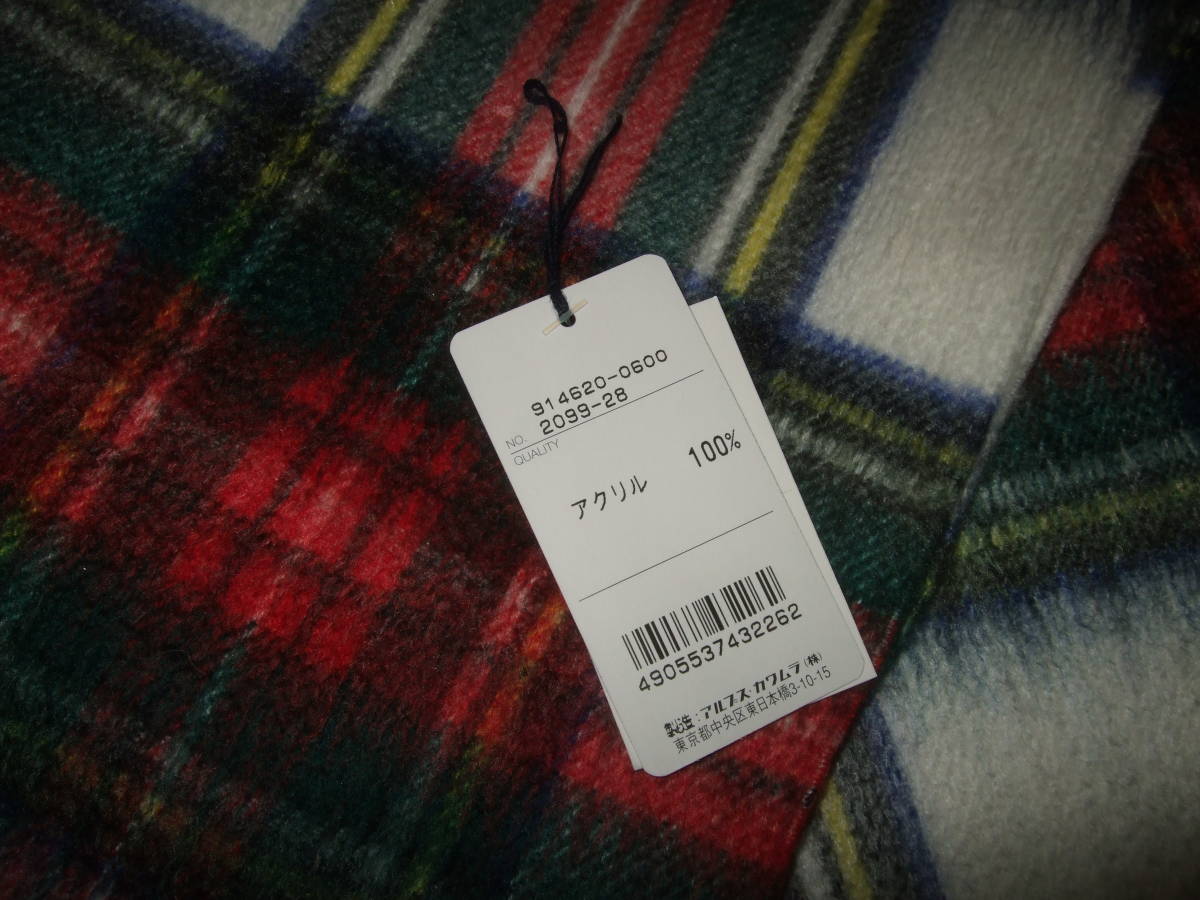 914620-0600
NO. 2099-28
QUALITY
アクリル 100%
4905537432262
製造:アルプス・カワムラ(株)
東京都中央区東日本橋3-10-15